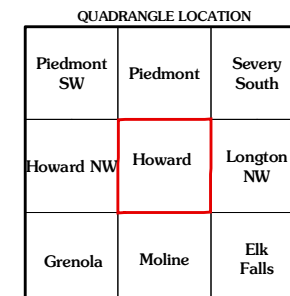 QUADRANGLE LOCATION
Piedmont
SW
Piedmont
Severy
South
Howard NW
Howard
Longton
NW
Grenola
Moline
Elk
Falls